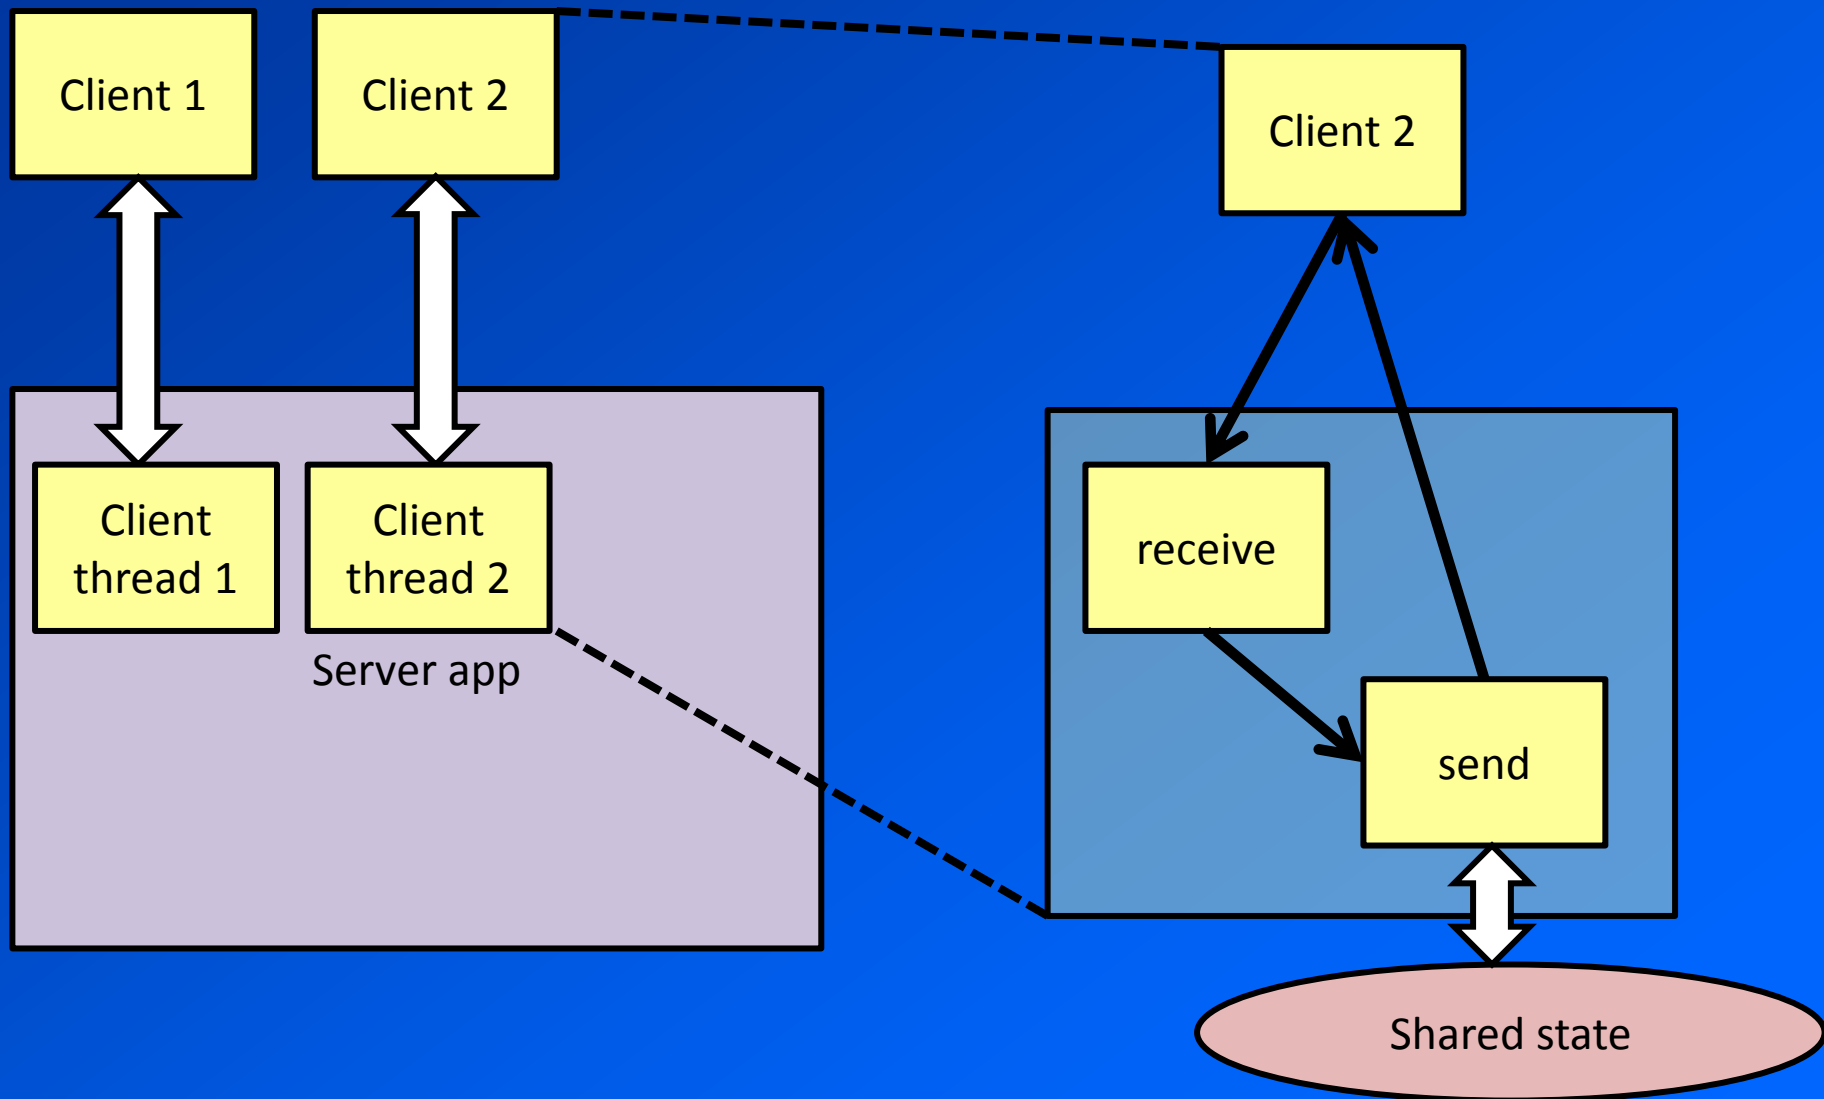 Client 1
Client 2
Client 2
Client
thread 1
Client
thread 2
Server app
receive
send
Shared state